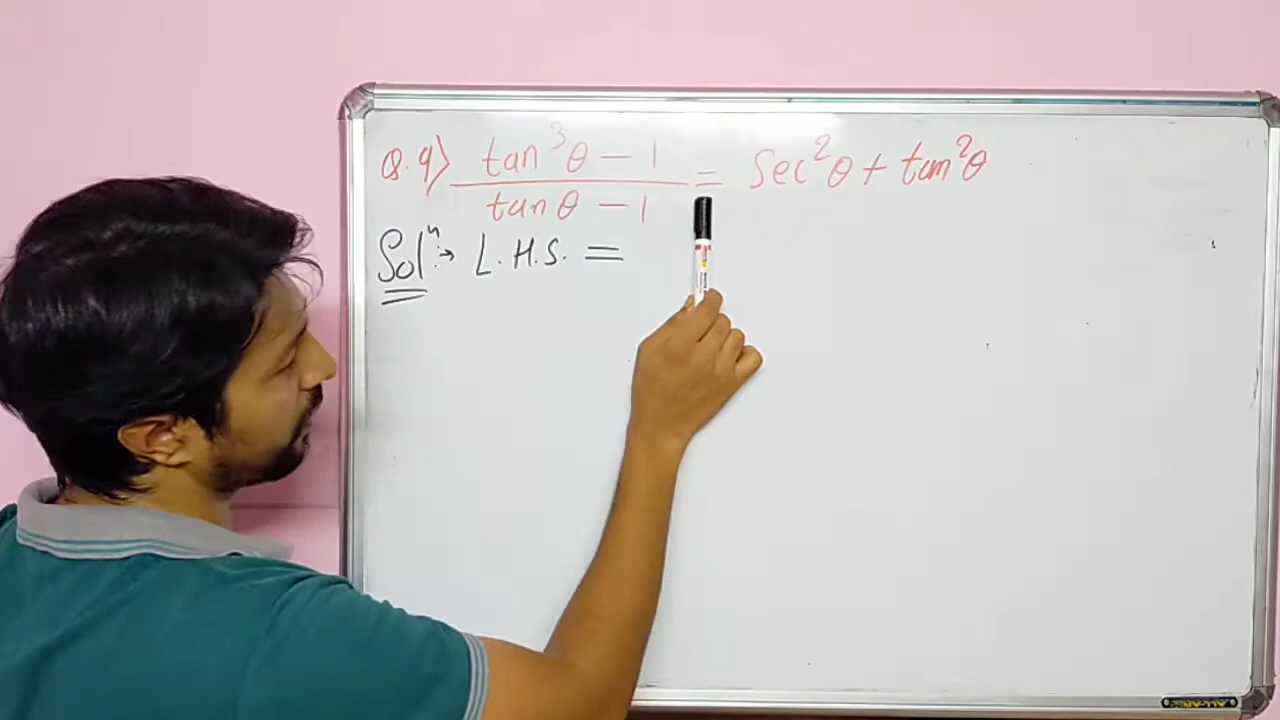 Q.9) tan³θ – 1 = sec²θ + tan²θ
tanθ – 1
Solⁿ:→ L.H.S. =